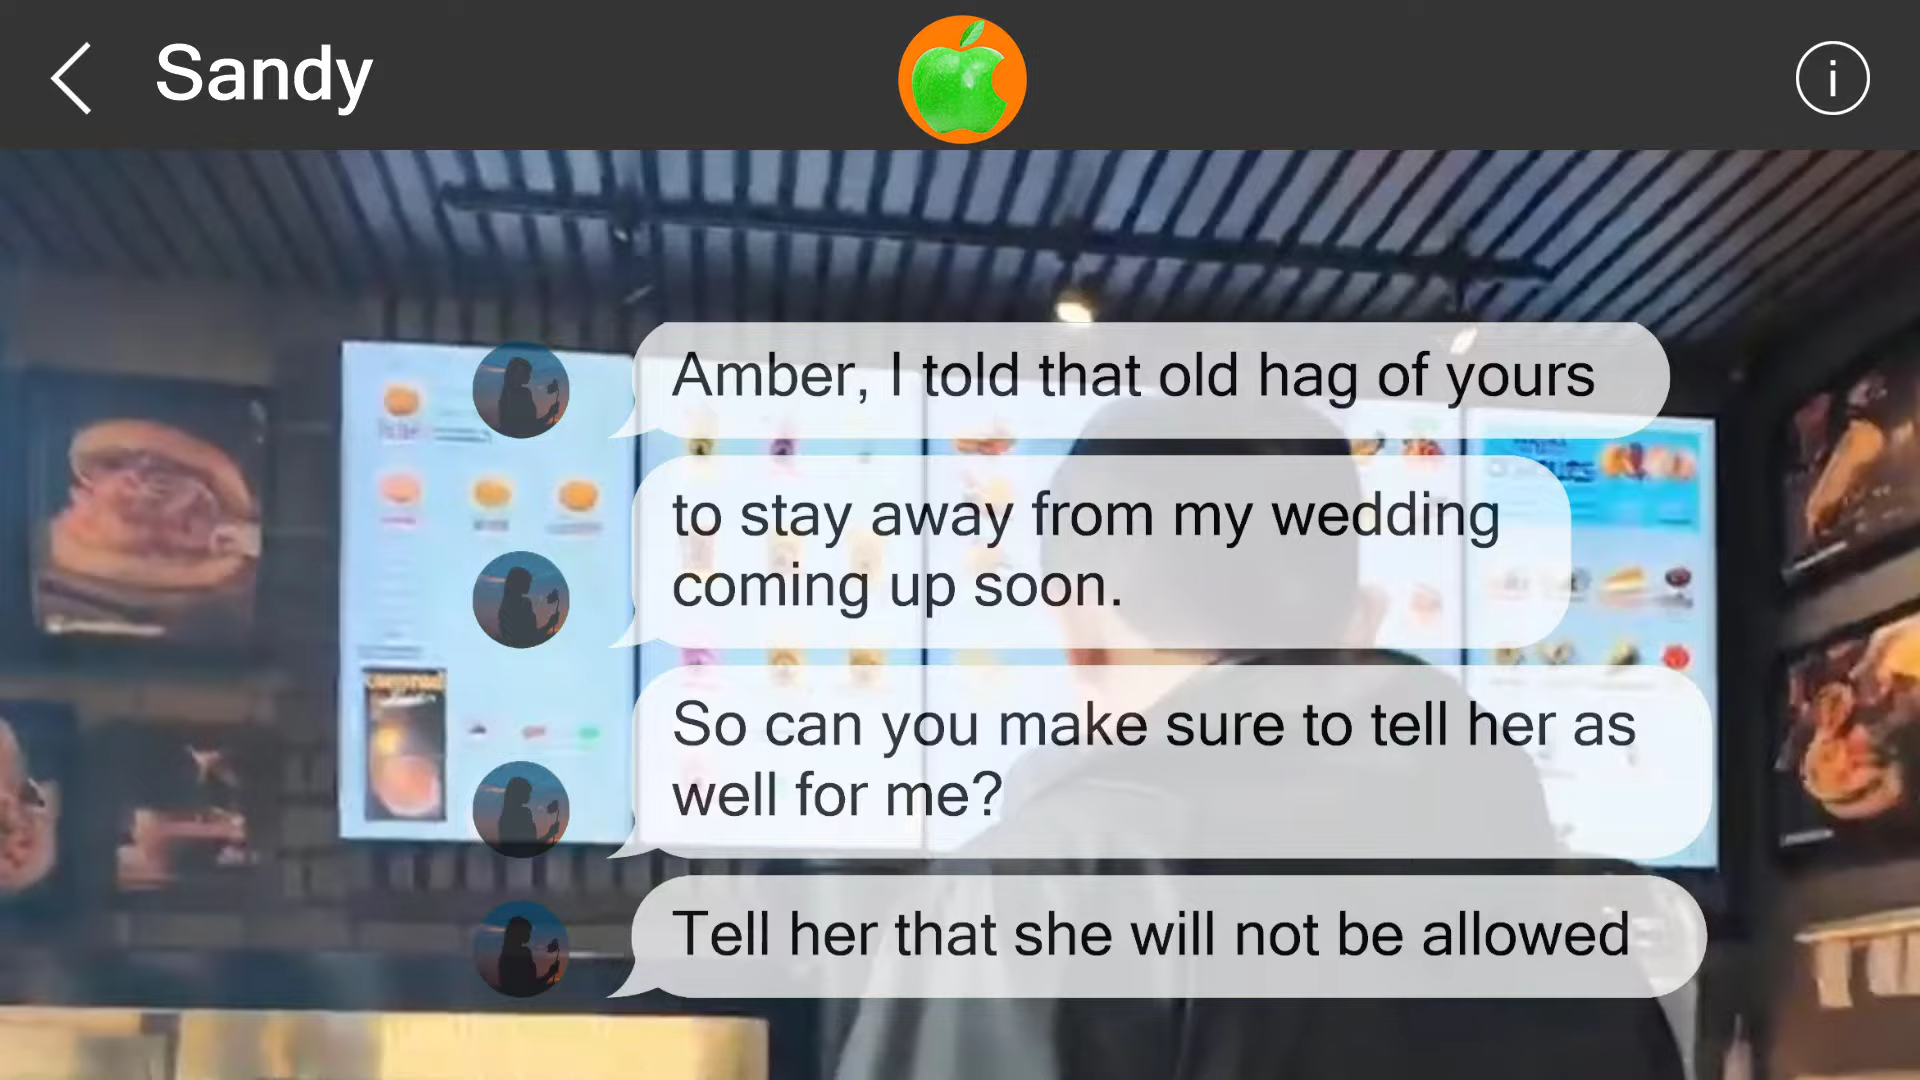 Sandy
Amber, I told that old hag of yours
to stay away from my wedding
coming up soon.
So can you make sure to tell her as
well for me?
Tell her that she will not be allowed